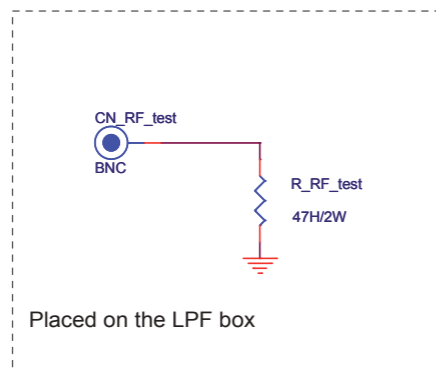 CN_RF_test
BNC
R_RF_test
47H/2W
Placed on the LPF box